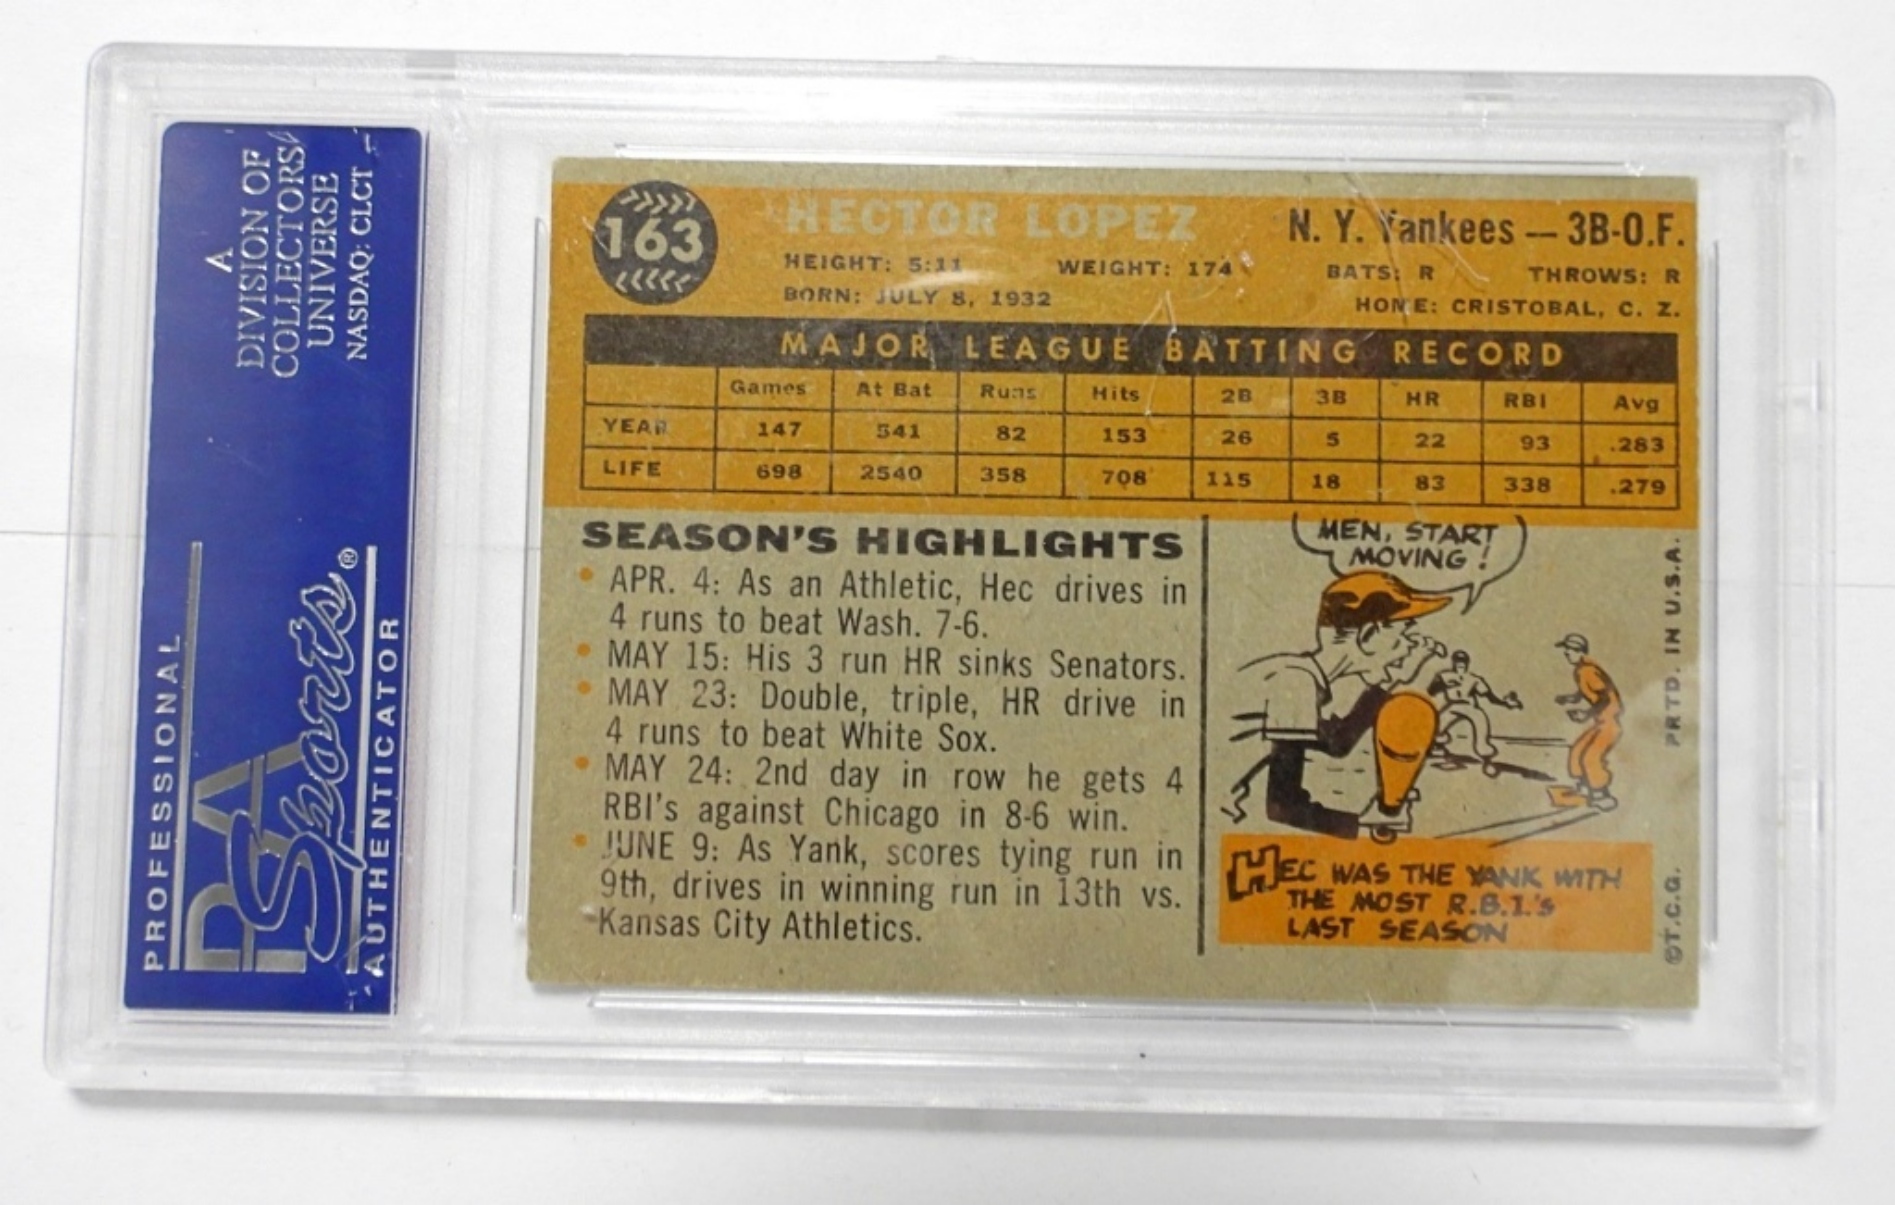 A
DIVISION OF
COLLECTORS
UNIVERSE
NASDAQ: CLCT
PROFESSIONAL
PSA
Sports®
AUTHENTICATOR
163
HECTOR LOPEZ
N. Y. Yankees — 3B-O.F.
HEIGHT: 5:11 WEIGHT: 174 BATS: R THROWS: R
BORN: JULY 8, 1932 HOME: CRISTOBAL, C. Z.
MAJOR LEAGUE BATTING RECORD
Games At Bat Runs Hits 2B 3B HR RBI Avg
YEAR 147 541 82 153 26 5 22 93 .283
LIFE 698 2540 358 708 115 18 83 338 .279
SEASON'S HIGHLIGHTS
• APR. 4: As an Athletic, Hec drives in
4 runs to beat Wash. 7-6.
• MAY 15: His 3 run HR sinks Senators.
• MAY 23: Double, triple, HR drive in
4 runs to beat White Sox.
• MAY 24: 2nd day in row he gets 4
RBI's against Chicago in 8-6 win.
• JUNE 9: As Yank, scores tying run in
9th, drives in winning run in 13th vs.
Kansas City Athletics.
MEN, START
MOVING!
HEC WAS THE YANK WITH
THE MOST R.B.I.'s
LAST SEASON
©T.C.G. PRTD. IN U.S.A.